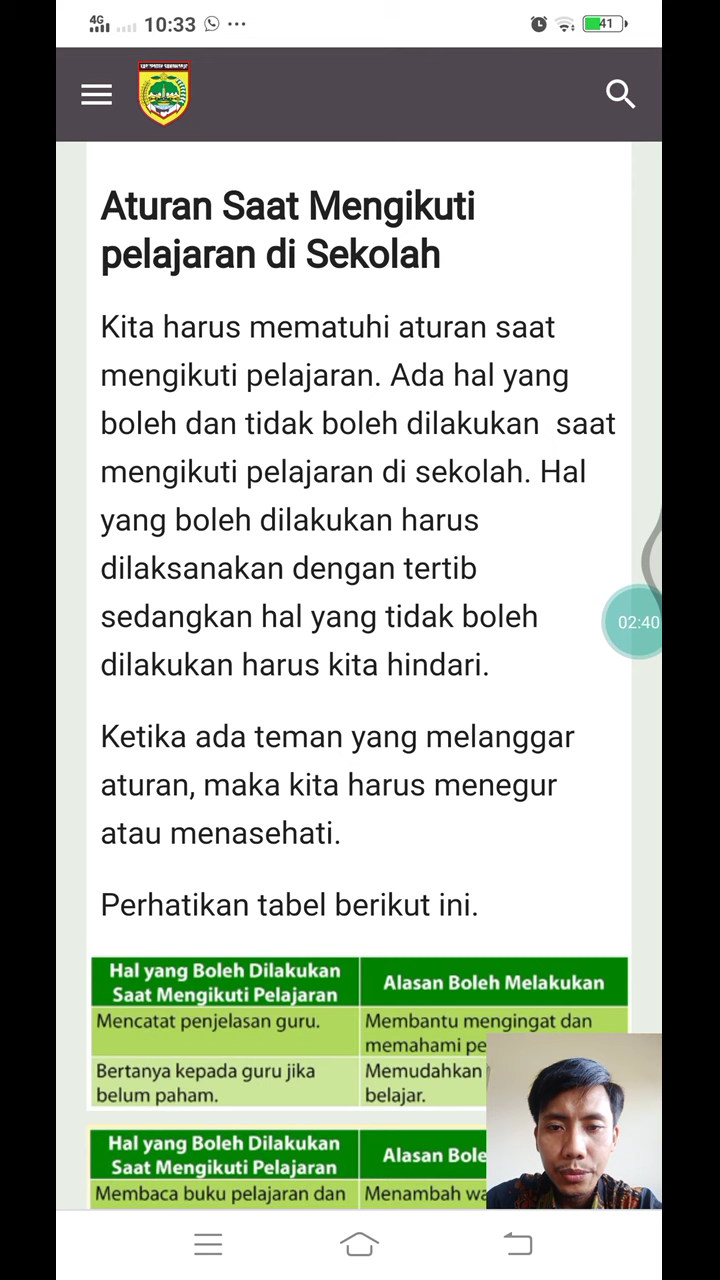 4G 10:33 41
Aturan Saat Mengikuti
pelajaran di Sekolah
Kita harus mematuhi aturan saat
mengikuti pelajaran. Ada hal yang
boleh dan tidak boleh dilakukan  saat
mengikuti pelajaran di sekolah. Hal
yang boleh dilakukan harus
dilaksanakan dengan tertib
sedangkan hal yang tidak boleh
dilakukan harus kita hindari.
02:40
Ketika ada teman yang melanggar
aturan, maka kita harus menegur
atau menasehati.
Perhatikan tabel berikut ini.
Hal yang Boleh Dilakukan
Saat Mengikuti Pelajaran
Alasan Boleh Melakukan
Mencatat penjelasan guru.
Membantu mengingat dan
memahami pe
Bertanya kepada guru jika
belum paham.
Memudahkan
belajar.
Hal yang Boleh Dilakukan
Saat Mengikuti Pelajaran
Alasan Bole
Membaca buku pelajaran dan
Menambah wa